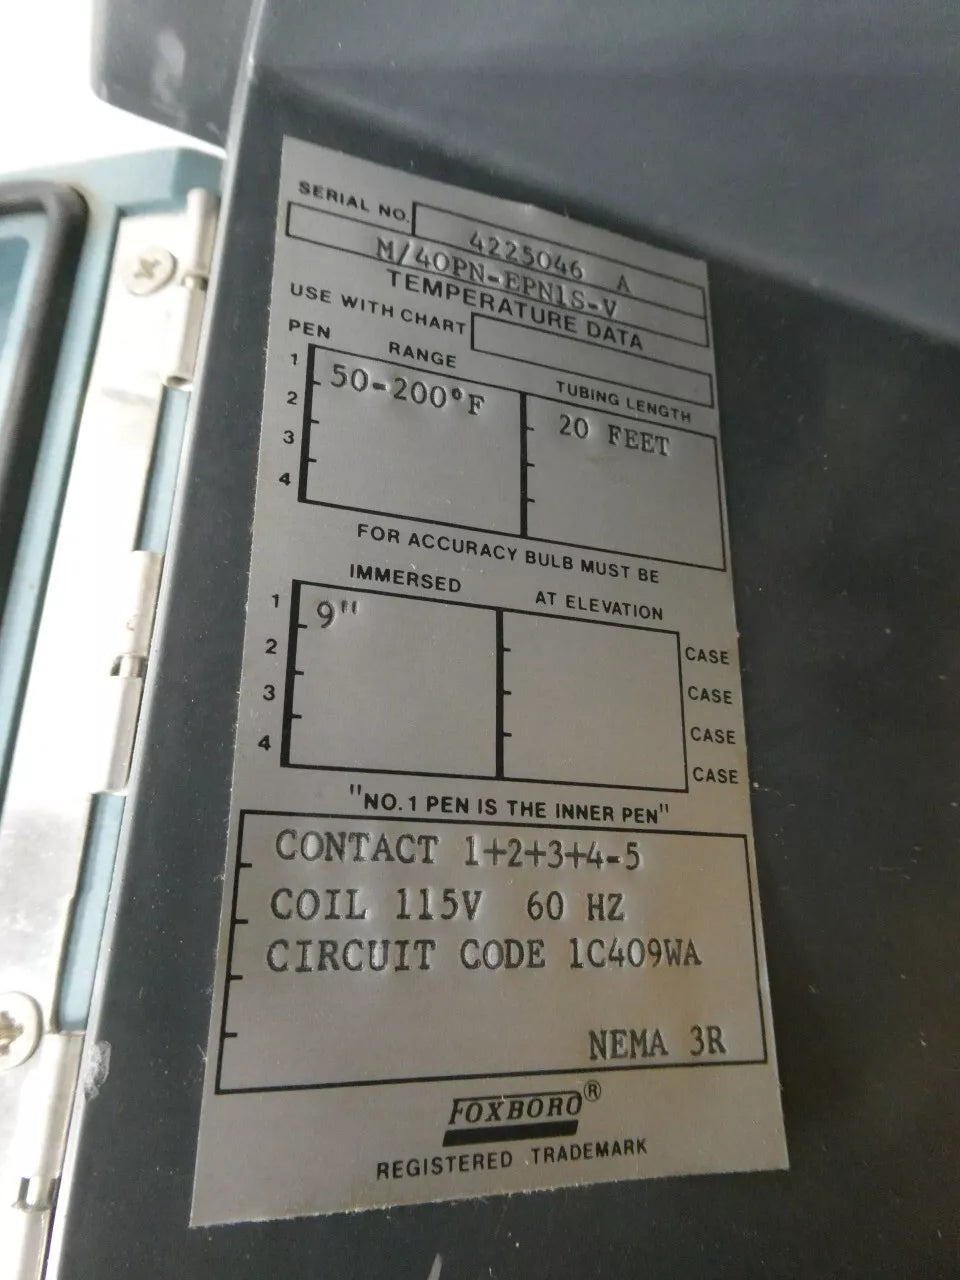 SERIAL NO. 4225046 A
M/40PN-EPN1S-V
TEMPERATURE DATA
USE WITH CHART
PEN RANGE TUBING LENGTH
1 50-200°F 20 FEET
2
3
4
FOR ACCURACY BULB MUST BE
IMMERSED AT ELEVATION
1 9" CASE
2 CASE
3 CASE
4 CASE
"NO. 1 PEN IS THE INNER PEN"
CONTACT 1+2+3+4-5
COIL 115V 60 HZ
CIRCUIT CODE 1C409WA
NEMA 3R
FOXBORO®
REGISTERED TRADEMARK